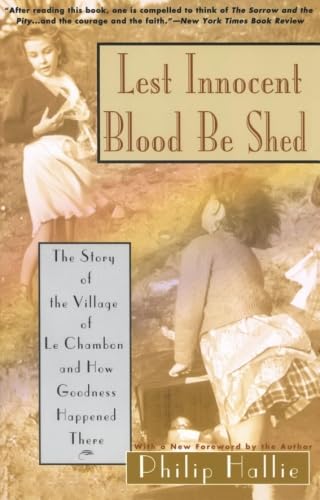 "After reading this book, one is compelled to think of The Sorrow and the
Pity...and the courage and the faith."—New York Times Book Review
Lest Innocent
Blood Be Shed
The Story
of
the Village
of
Le Chambon
and How
Goodness
Happened
There
With a New Foreword by the Author
Philip Hallie